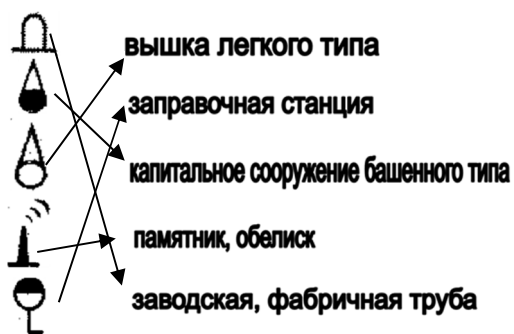 вышка легкого типа
заправочная станция
капитальное сооружение башенного типа
памятник, обелиск
заводская, фабричная труба